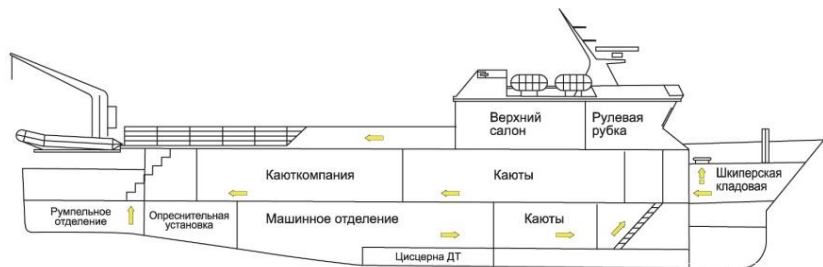 Верхний
салон
Рулевая
рубка
Каюткомпания
Каюты
Шкиперская
кладовая
Румпельное
отделение
Опреснительная
установка
Машинное отделение
Каюты
Цисцерна ДТ